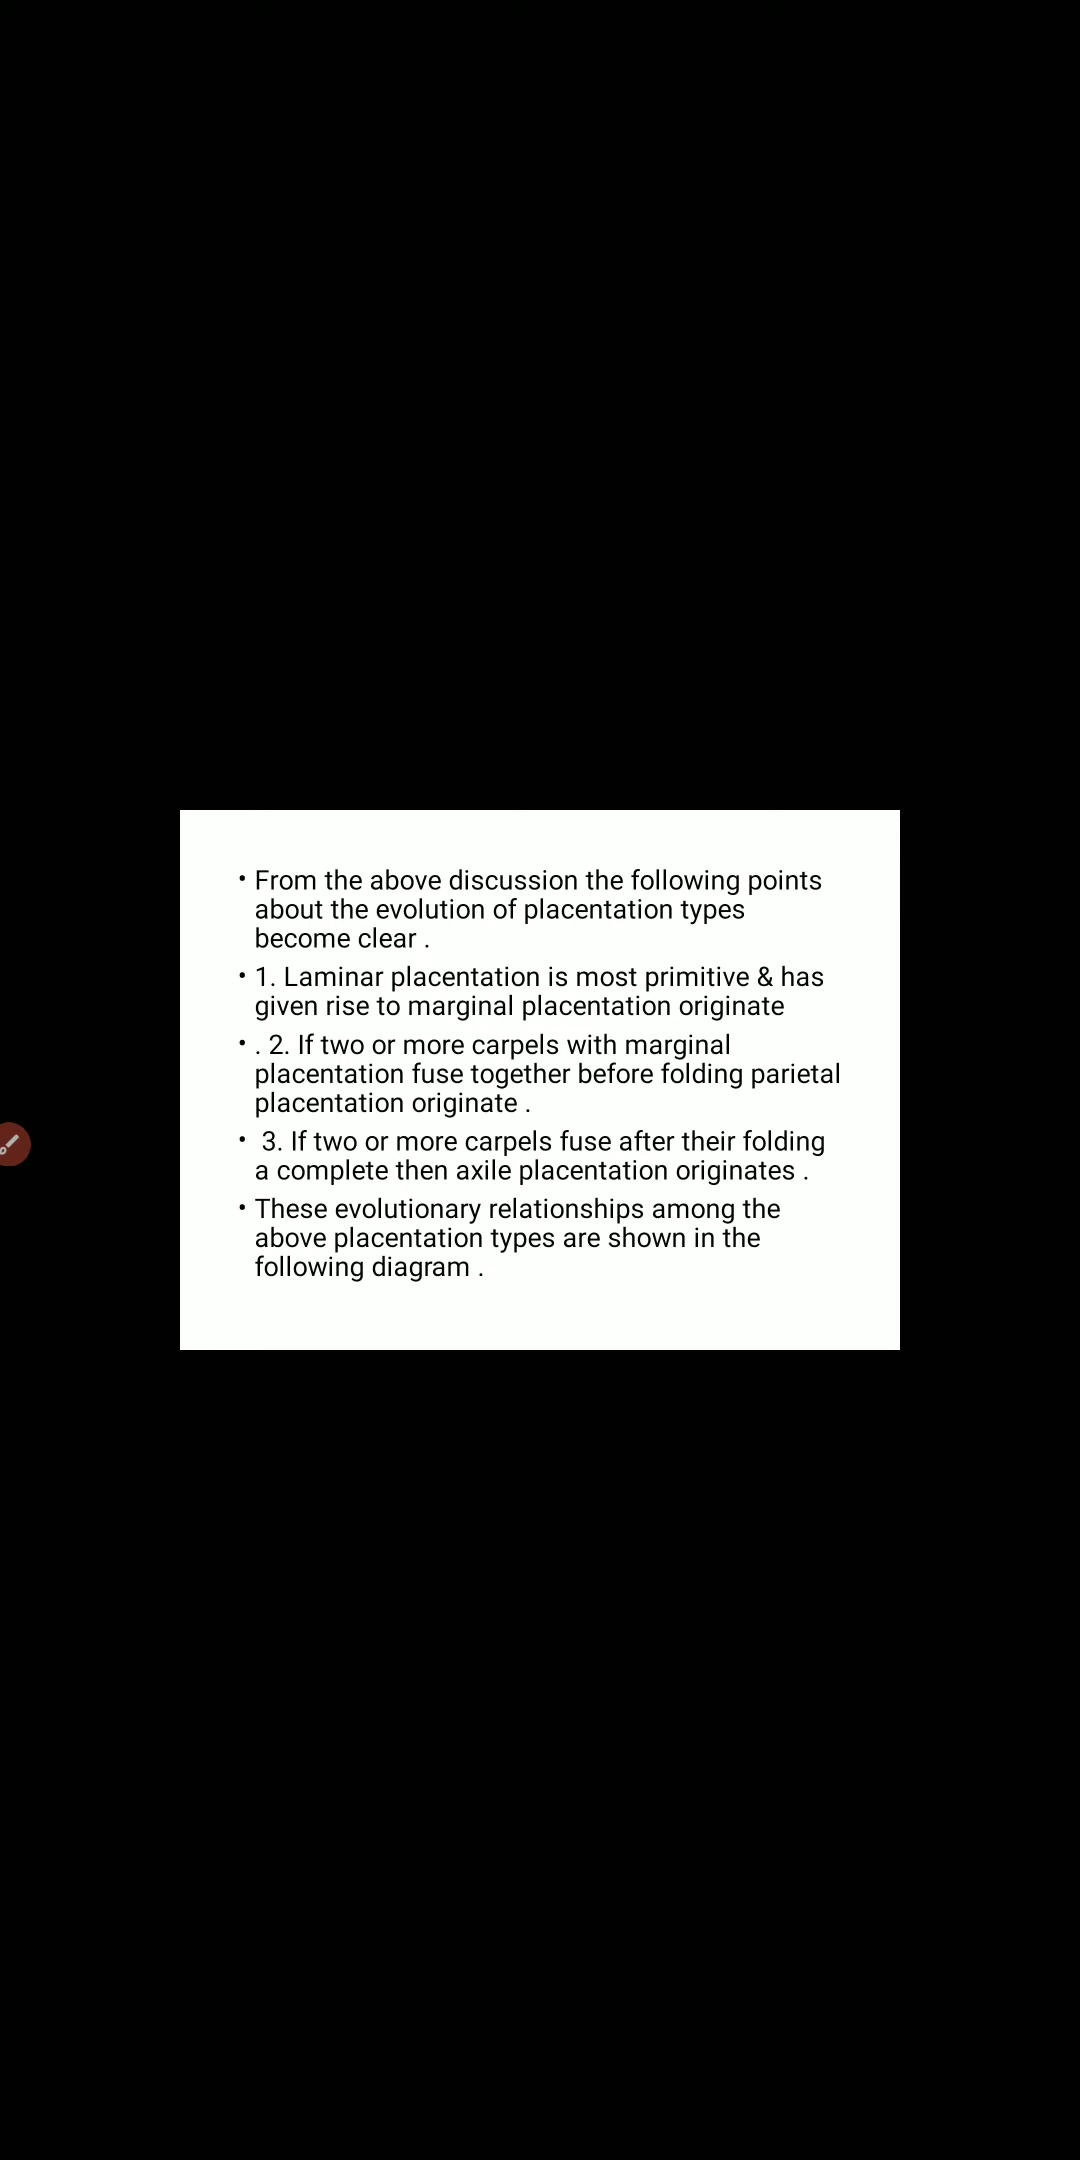 • From the above discussion the following points
about the evolution of placentation types
become clear .
• 1. Laminar placentation is most primitive & has
given rise to marginal placentation originate
• . 2. If two or more carpels with marginal
placentation fuse together before folding parietal
placentation originate .
• 3. If two or more carpels fuse after their folding
a complete then axile placentation originates .
• These evolutionary relationships among the
above placentation types are shown in the
following diagram .